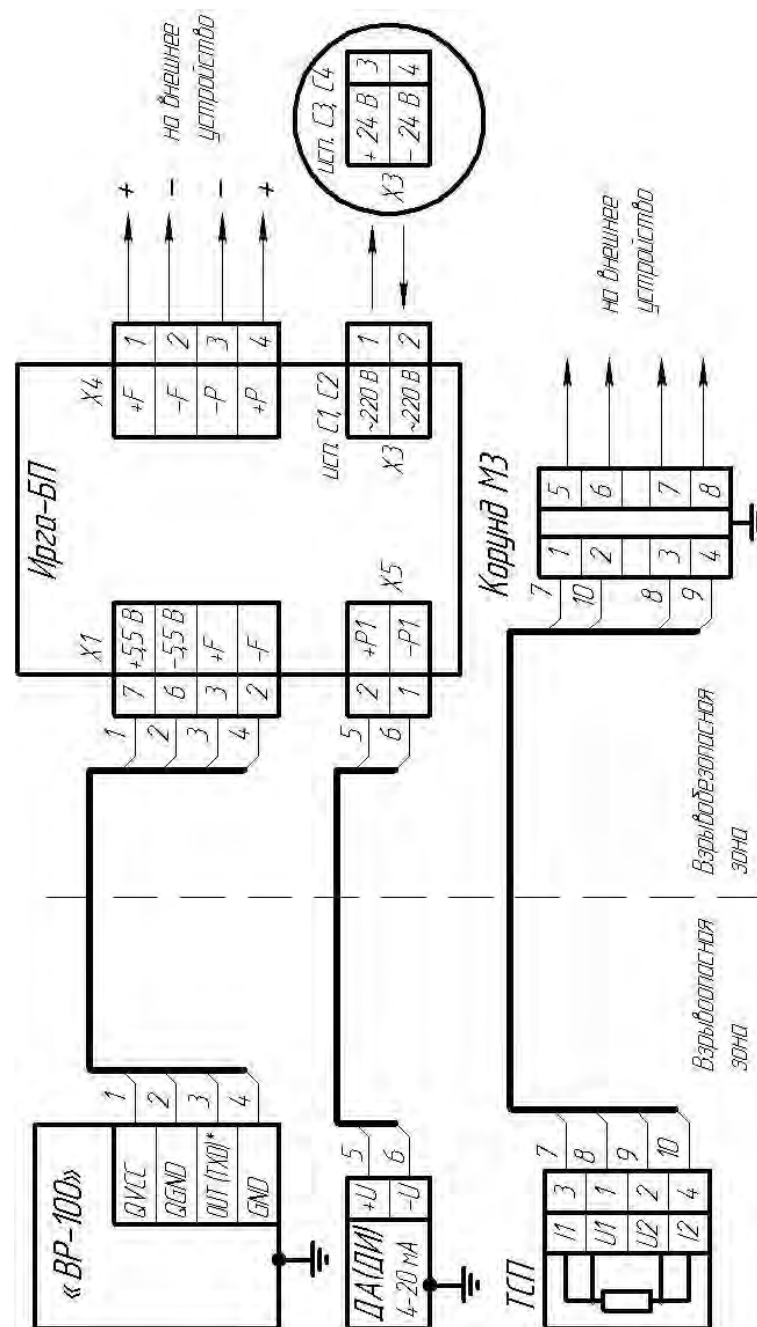 «ВР-100»
QVCC
QGND
OUT (TXD)*
GND
1
2
3
4
1
2
3
4
X1
7 +5,5 В
6 -5,5 В
3 +F
2 -F
Ирга-БП
X4
+F 1
-F 2
-P 3
+P 4
+
-
-
+
на внешнее
устройство
ДА(ДИ)
4-20 мА
+U
-U
5
6
5
6
2 +P1
1 -P1
X5
исп. С1, С2
~220 В 1
~220 В 2
X3
исп. С3, С4
+ 24 В 3
- 24 В 4
X3
ТСП
I1 3
U1 1
U2 2
I2 4
7
8
9
10
7
10
8
9
Корунд М3
1 5
2 6
3 7
4 8
на внешнее
устройство
Взрывоопасная
зона
Взрывобезопасная
зона